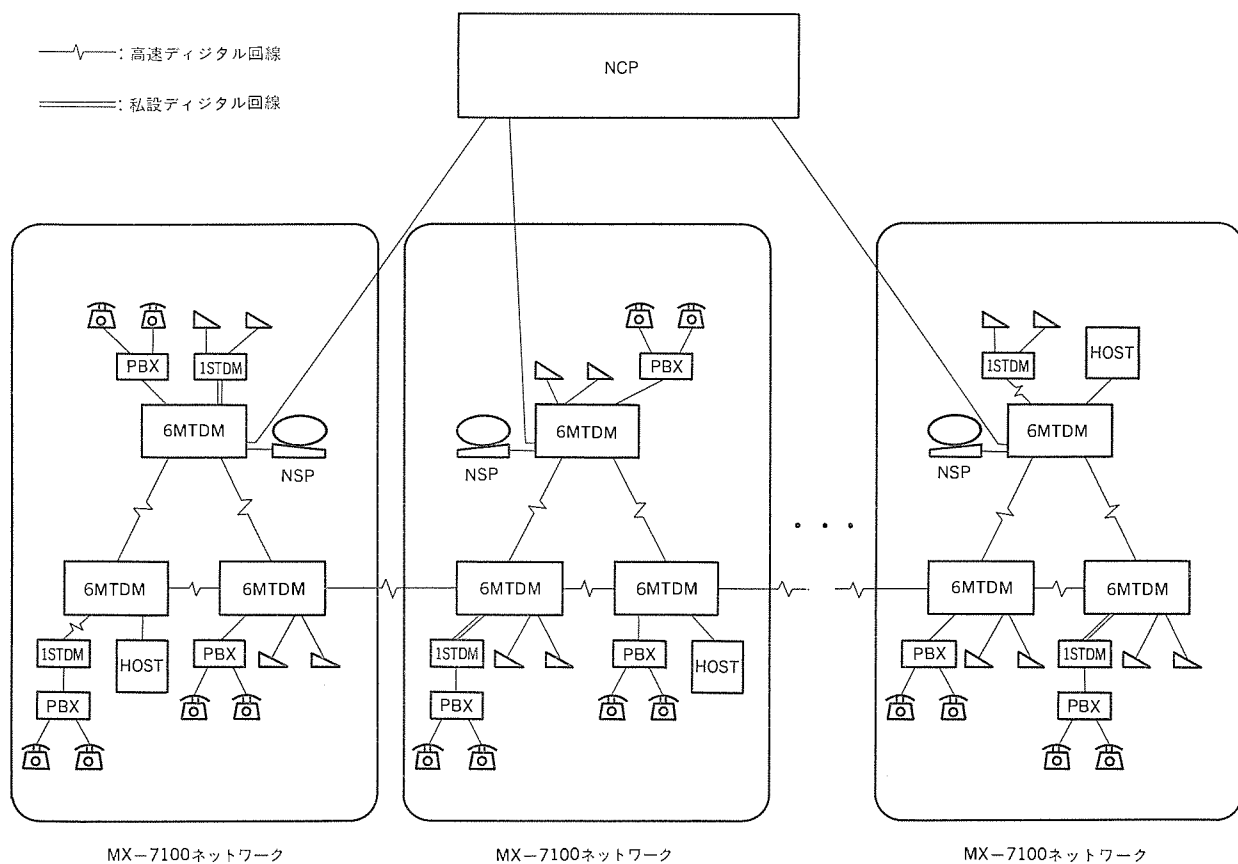 : 高速ディジタル回線
: 私設ディジタル回線
NCP
PBX
1STDM
6MTDM
NSP
6MTDM
6MTDM
1STDM
HOST
PBX
PBX
PBX
6MTDM
NSP
6MTDM
6MTDM
1STDM
PBX
PBX
HOST
• • •
1STDM
HOST
6MTDM
NSP
6MTDM
6MTDM
PBX
1STDM
PBX
MX-7100ネットワーク
MX-7100ネットワーク
MX-7100ネットワーク